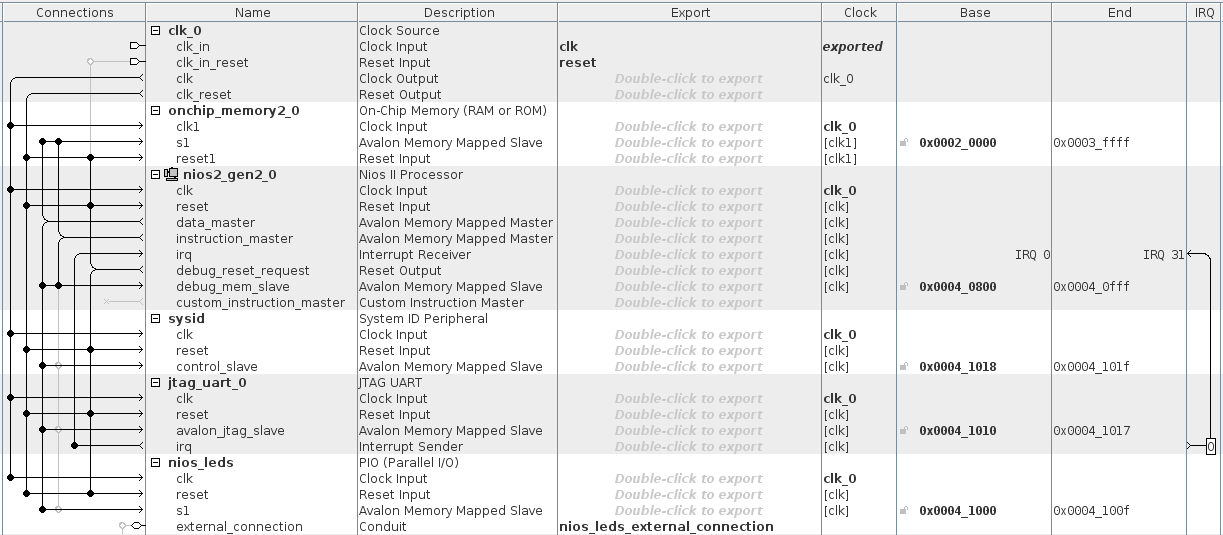 Connections Name Description Export Clock Base End IRQ
clk_0 Clock Source
clk_in Clock Input clk exported
clk_in_reset Reset Input reset
clk Clock Output Double-click to export clk_0
clk_reset Reset Output Double-click to export
onchip_memory2_0 On-Chip Memory (RAM or ROM)
clk1 Clock Input Double-click to export clk_0
s1 Avalon Memory Mapped Slave Double-click to export [clk1] 0x0002_0000 0x0003_ffff
reset1 Reset Input Double-click to export [clk1]
nios2_gen2_0 Nios II Processor
clk Clock Input Double-click to export clk_0
reset Reset Input Double-click to export [clk]
data_master Avalon Memory Mapped Master Double-click to export [clk]
instruction_master Avalon Memory Mapped Master Double-click to export [clk]
irq Interrupt Receiver Double-click to export [clk] IRQ 0 IRQ 31
debug_reset_request Reset Output Double-click to export [clk]
debug_mem_slave Avalon Memory Mapped Slave Double-click to export [clk] 0x0004_0800 0x0004_0fff
custom_instruction_master Custom Instruction Master Double-click to export
sysid System ID Peripheral
clk Clock Input Double-click to export clk_0
reset Reset Input Double-click to export [clk]
control_slave Avalon Memory Mapped Slave Double-click to export [clk] 0x0004_1018 0x0004_101f
jtag_uart_0 JTAG UART
clk Clock Input Double-click to export clk_0
reset Reset Input Double-click to export [clk]
avalon_jtag_slave Avalon Memory Mapped Slave Double-click to export [clk] 0x0004_1010 0x0004_1017
irq Interrupt Sender Double-click to export [clk] 0
nios_leds PIO (Parallel I/O)
clk Clock Input Double-click to export clk_0
reset Reset Input Double-click to export [clk]
s1 Avalon Memory Mapped Slave Double-click to export [clk] 0x0004_1000 0x0004_100f
external_connection Conduit nios_leds_external_connection